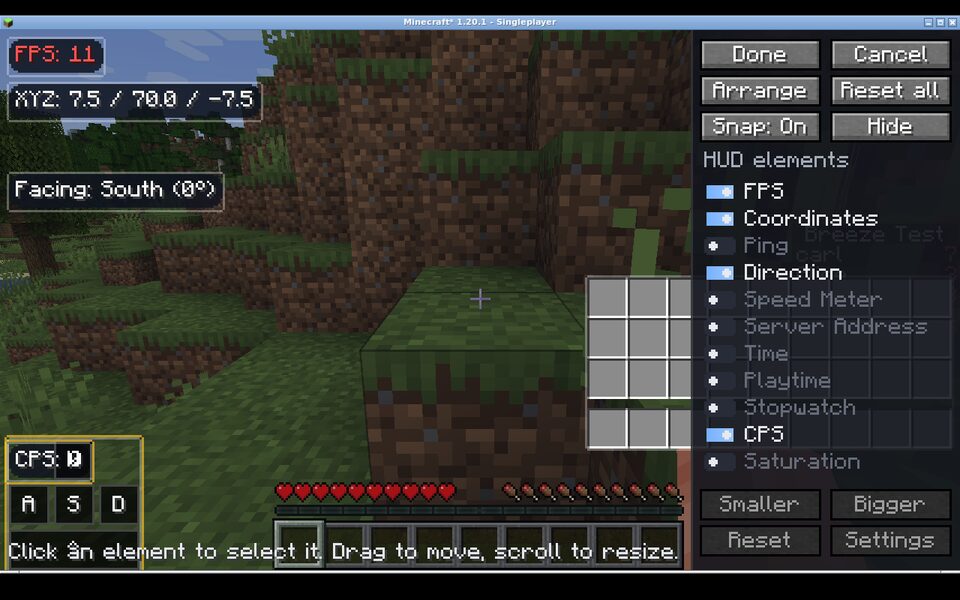 Minecraft* 1.20.1 - Singleplayer
FPS: 11
XYZ: 7.5 / 70.0 / -7.5
Facing: South (0°)
CPS:
A S D
Click an element to select it. Drag to move, scroll to resize.
Done Cancel
Arrange Reset all
Snap: On Hide
HUD elements
FPS
Coordinates
Ping
Breeze Test
Direction
Speed Meter
Server Address
Time
Playtime
Stopwatch
CPS
Saturation
Smaller Bigger
Reset Settings